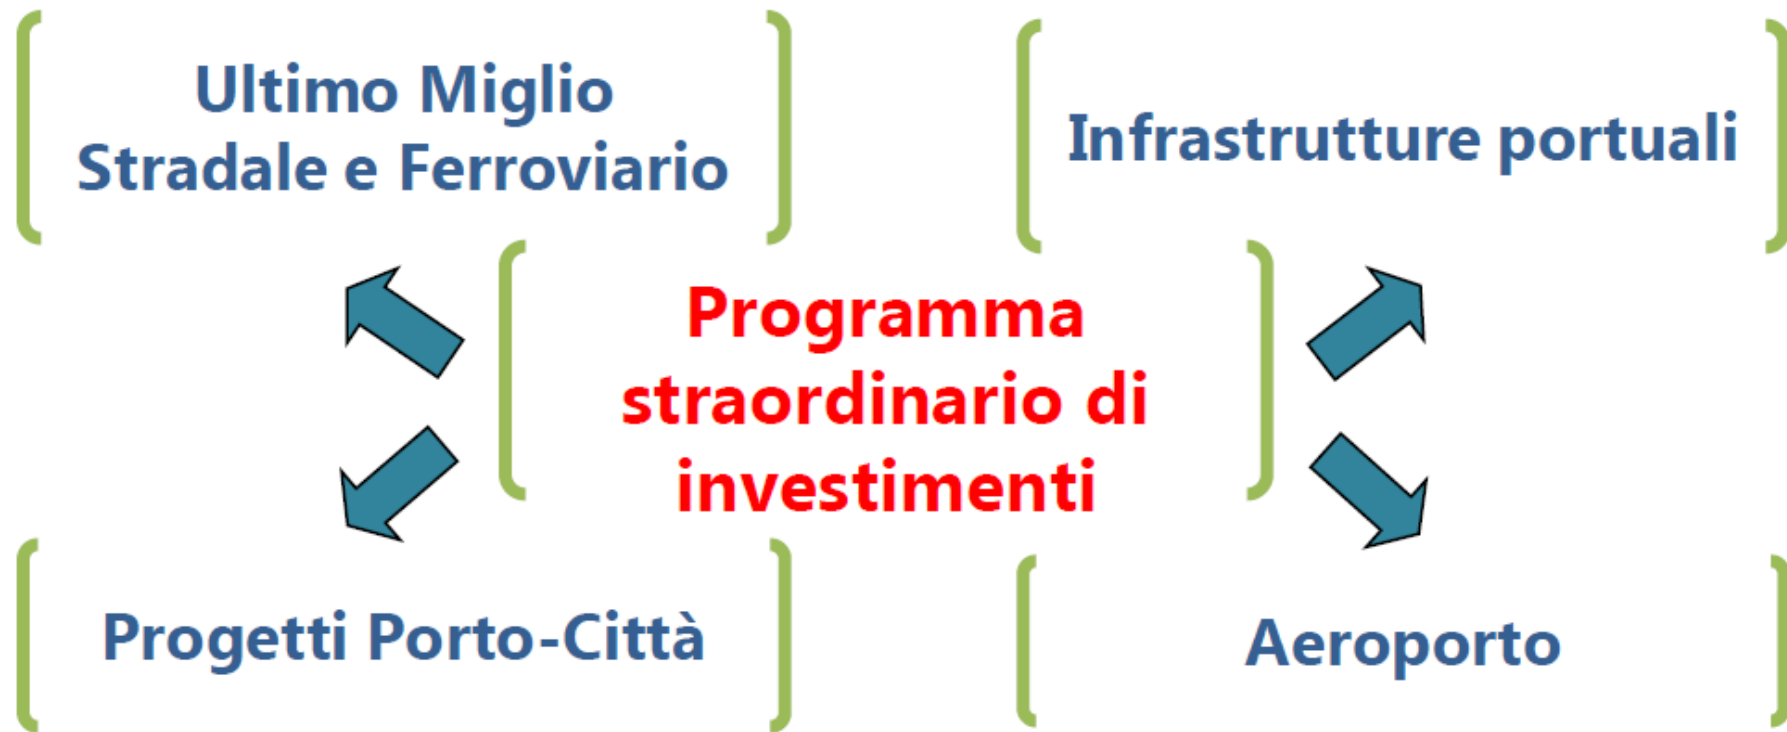 Ultimo Miglio
Stradale e Ferroviario
Infrastrutture portuali
Programma
straordinario di
investimenti
Progetti Porto-Città
Aeroporto